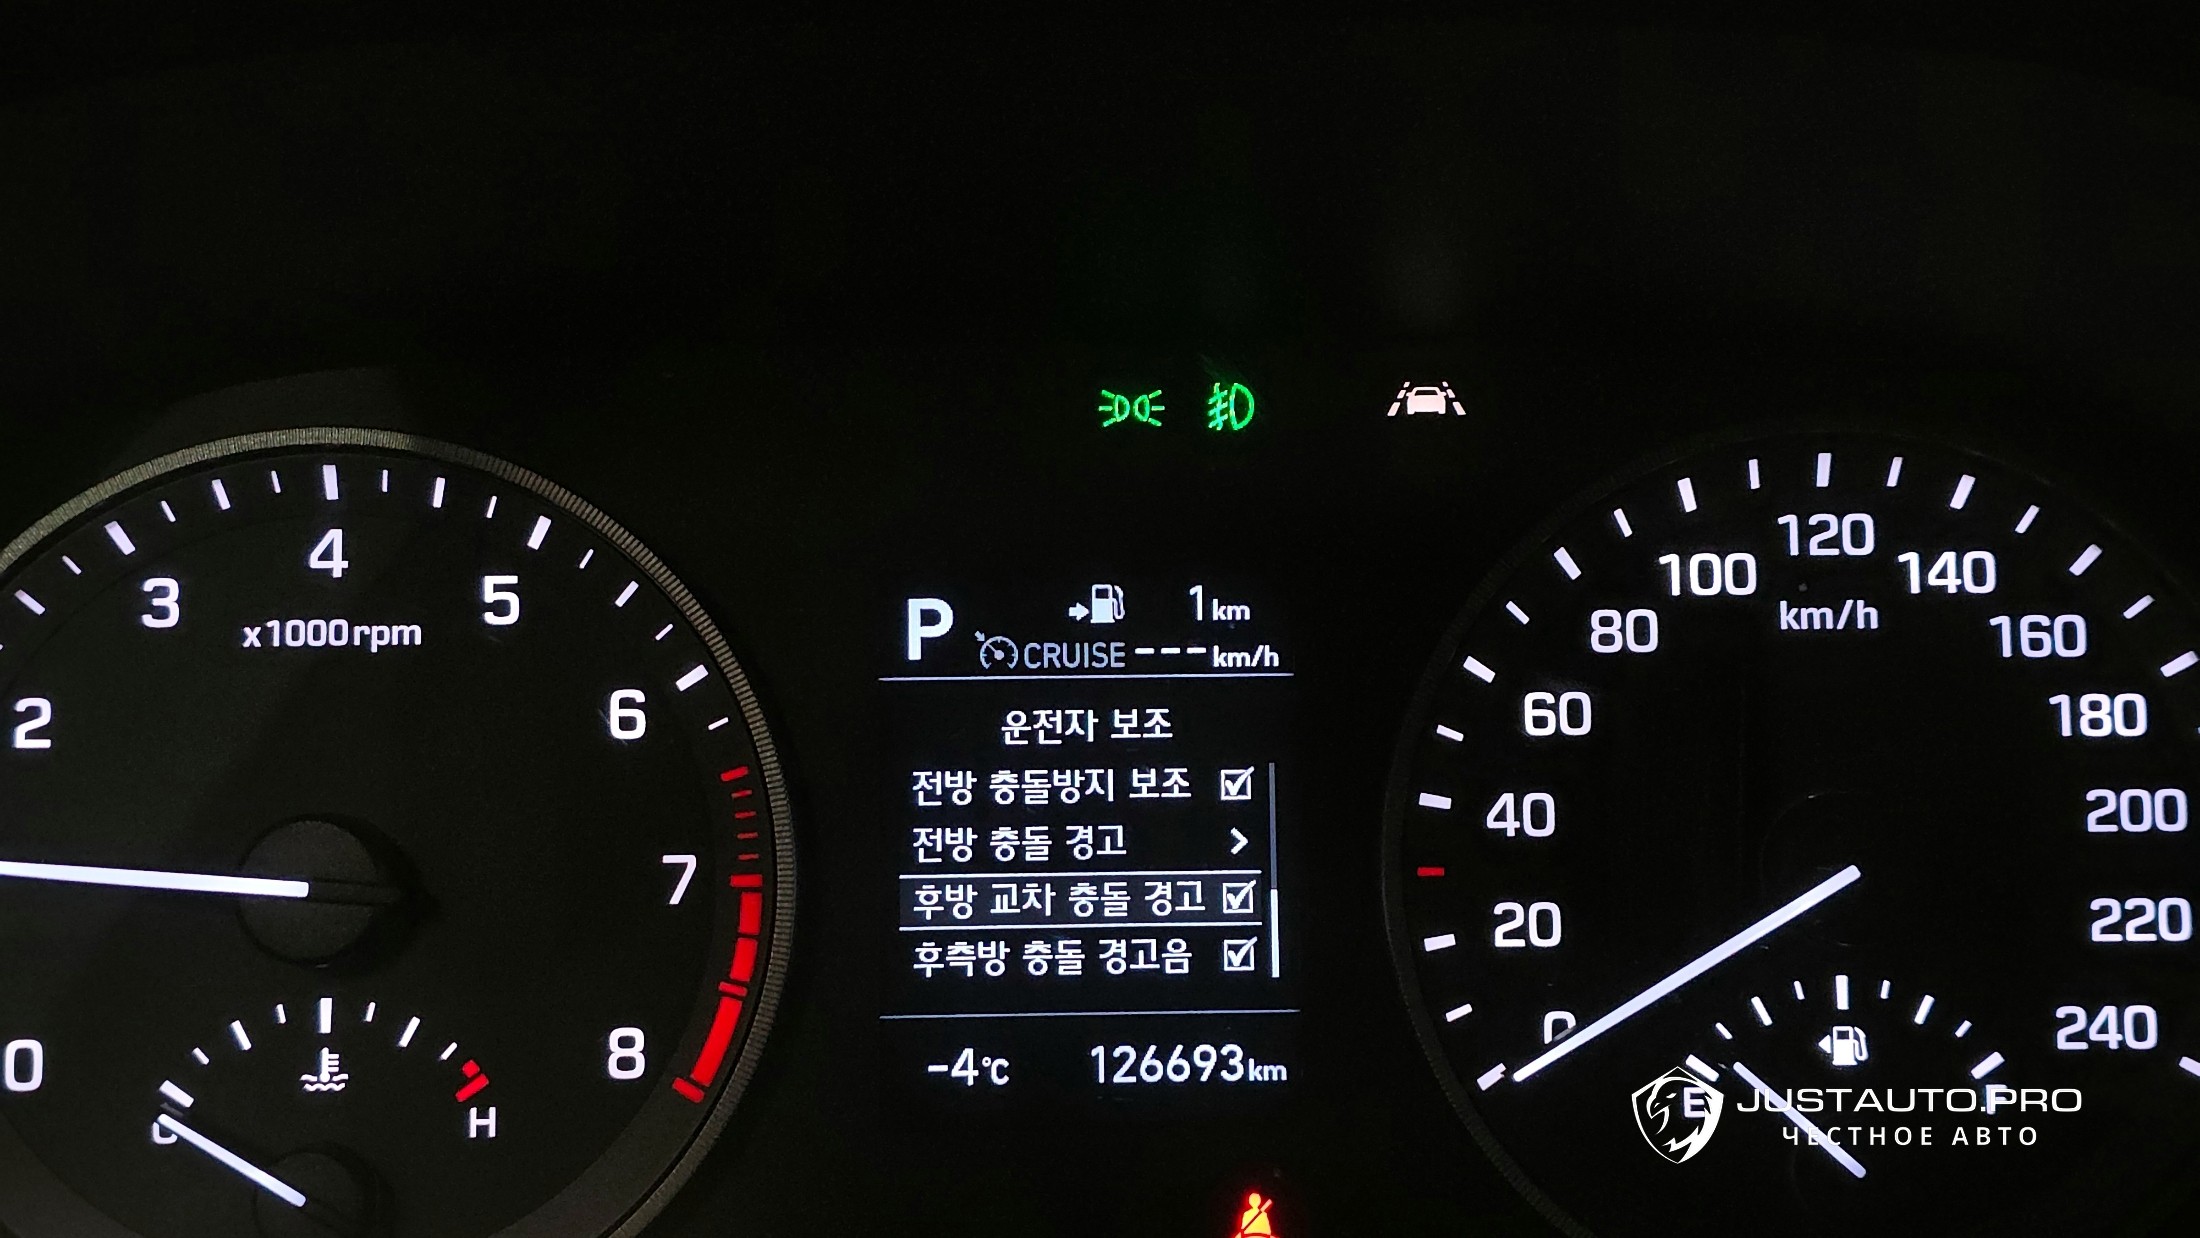 2
3
4
5
6
7
8
0
x1000rpm
C
H
P
1 km
CRUISE ---km/h
운전자 보조
전방 충돌방지 보조
전방 충돌 경고 >
후방 교차 충돌 경고
후측방 충돌 경고음
-4°C 126693km
0
20
40
60
80
100
120
140
160
180
200
220
240
km/h
E
F
JUSTAUTO.PRO
ЧЕСТНОЕ АВТО